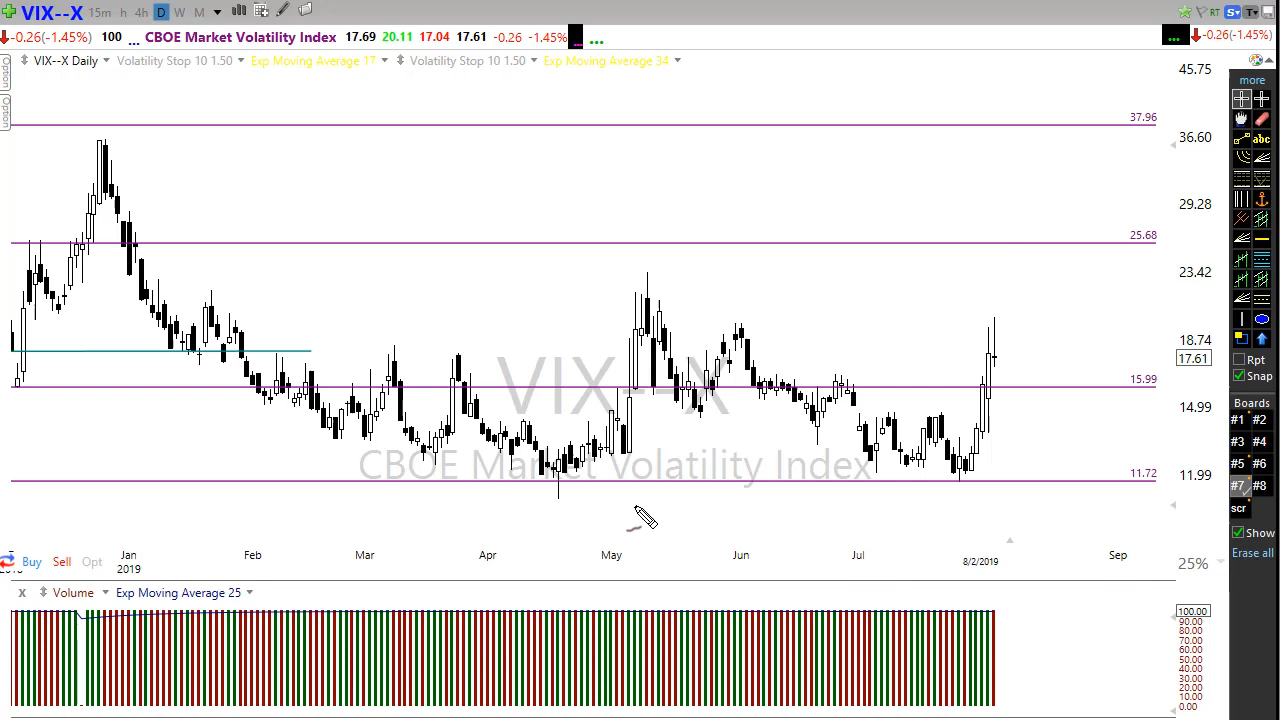 VIX--X 15m h 4h D W M RT S T
-0.26(-1.45%) 100 ... CBOE Market Volatility Index 17.69 20.11 17.04 17.61 -0.26 -1.45% ... ... -0.26(-1.45%)
VIX--X Daily Volatility Stop 10 1.50 Exp Moving Average 17 Volatility Stop 10 1.50 Exp Moving Average 34
Option
Option
45.75
37.96
36.60
29.28
25.68
23.42
18.74
17.61
15.99
14.99
11.72
11.99
VIX--X
CBOE Market Volatility Index
Jan Feb Mar Apr May Jun Jul 8/2/2019 Sep
2019
Buy Sell Opt
25%
X Volume Exp Moving Average 25
100.00
90.00
80.00
70.00
60.00
50.00
40.00
30.00
20.00
10.00
0.00
more
abc
Rpt
Snap
Boards
#1 #2
#3 #4
#5 #6
#7 #8
scr
Show
Erase all